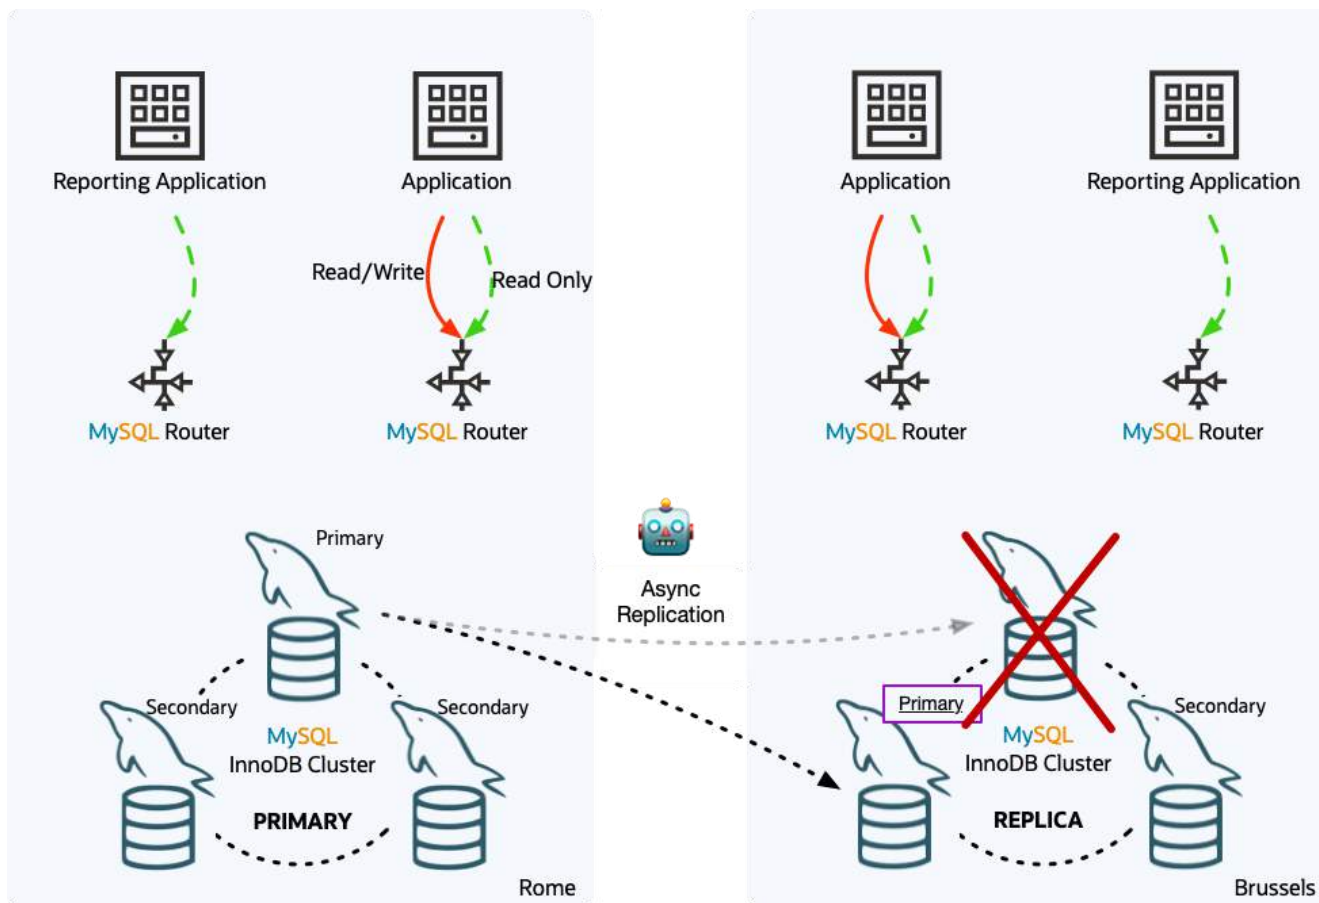 Reporting Application
Application
Read/Write
Read Only
MySQL Router
MySQL Router
Primary
Secondary
Secondary
MySQL
InnoDB Cluster
PRIMARY
Rome
Async
Replication
Application
Reporting Application
MySQL Router
MySQL Router
Primary
Secondary
MySQL
InnoDB Cluster
REPLICA
Brussels